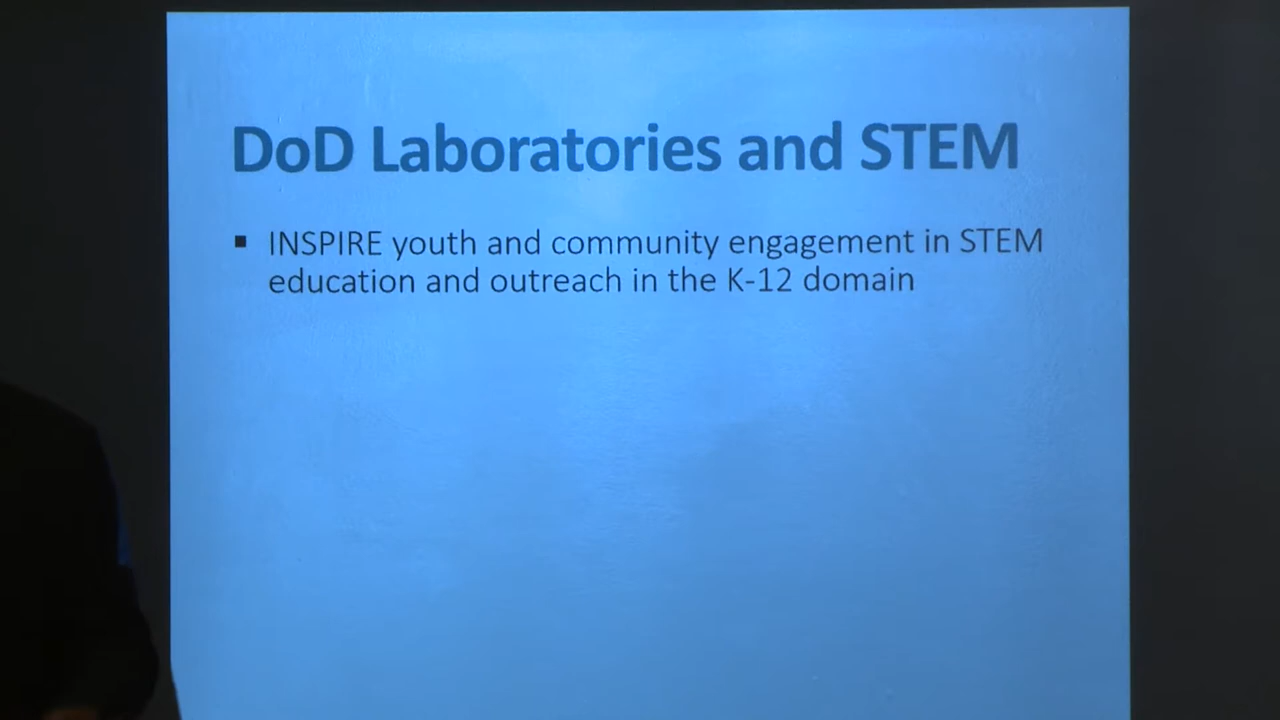 DoD Laboratories and STEM
▪ INSPIRE youth and community engagement in STEM
education and outreach in the K-12 domain